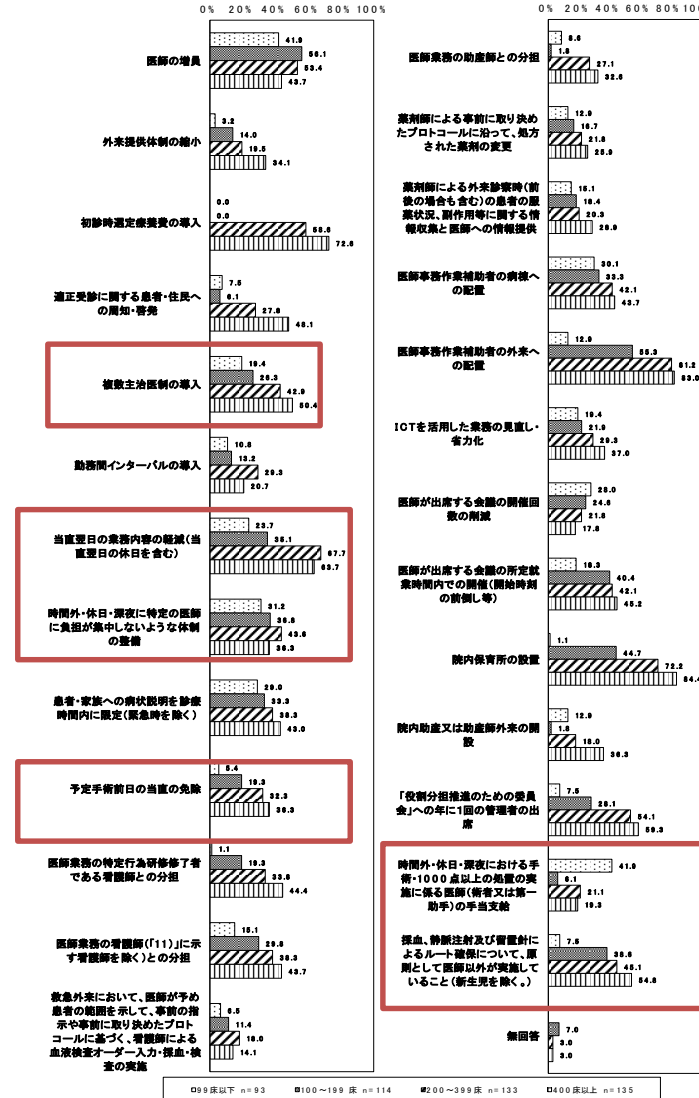 0% 20% 40% 60% 80% 100%
医師の増員
41.9
56.1
53.4
43.7
外来提供体制の縮小
3.2
14.0
19.5
34.1
初診時選定療養費の導入
0.0
0.0
58.6
72.6
適正受診に関する患者・住民へ
の周知・啓発
7.5
6.1
27.8
48.1
複数主治医制の導入
19.4
26.3
42.9
50.4
勤務間インターバルの導入
10.8
13.2
29.3
20.7
当直翌日の業務内容の軽減(当
直翌日の休日を含む)
23.7
35.1
67.7
63.7
時間外・休日・深夜に特定の医師
に負担が集中しないような体制
の整備
31.2
36.8
43.6
36.3
患者・家族への病状説明を診療
時間内に限定(緊急時を除く)
29.0
33.3
38.3
43.0
予定手術前日の当直の免除
5.4
19.3
32.3
36.3
医師業務の特定行為研修修了者
である看護師との分担
1.1
19.3
33.8
44.4
医師業務の看護師(「11)」に示
す看護師を除く)との分担
15.1
29.8
38.3
43.7
救急外来において、医師が予め
患者の範囲を示して、事前の指
示や事前に取り決めたプロト
コールに基づく、看護師による
血液検査オーダー入力・採血・検
査の実施
6.5
11.4
18.0
14.1
0% 20% 40% 60% 80% 100%
医師業務の助産師との分担
8.6
1.8
27.1
32.6
薬剤師による事前に取り決め
たプロトコールに沿って、処方
された薬剤の変更
12.9
16.7
21.8
25.9
薬剤師による外来診察時(前
後の場合も含む)の患者の服
薬状況、副作用等に関する情
報収集と医師への情報提供
15.1
18.4
20.3
28.9
医師事務作業補助者の病棟へ
の配置
30.1
33.3
42.1
43.7
医師事務作業補助者の外来へ
の配置
12.9
55.3
81.2
83.0
ICTを活用した業務の見直し・
省力化
19.4
21.9
29.3
37.0
医師が出席する会議の開催回
数の削減
28.0
24.6
21.8
17.8
医師が出席する会議の所定就
業時間内での開催(開始時刻
の前倒し等)
18.3
40.4
42.1
45.2
院内保育所の設置
1.1
44.7
72.2
84.4
院内助産又は助産師外来の開
設
12.9
1.8
18.0
36.3
「役割分担推進のための委員
会」への年に1回の管理者の出
席
7.5
28.1
54.1
59.3
時間外・休日・深夜における手
術・1000点以上の処置の実
施に係る医師(術者又は第一
助手)の手当支給
41.9
6.1
21.1
19.3
採血、静脈注射及び留置針に
よるルート確保について、原
則として医師以外が実施して
いること(新生児を除く。)
7.5
38.6
45.1
54.8
無回答
7.0
3.0
3.0
99床以下 n=93 100~199床 n=114 200~399床 n=133 400床以上 n=135